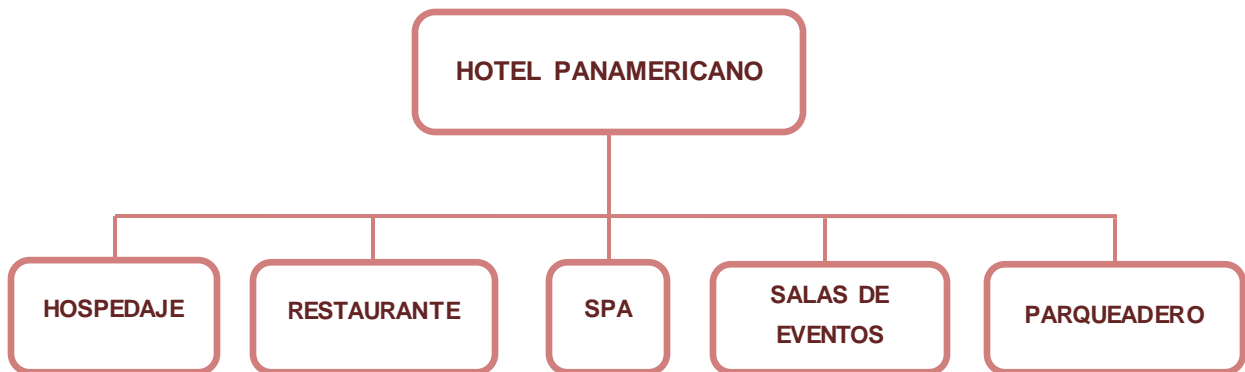 HOTEL PANAMERICANO
HOSPEDAJE
RESTAURANTE
SPA
SALAS DE
EVENTOS
PARQUEADERO